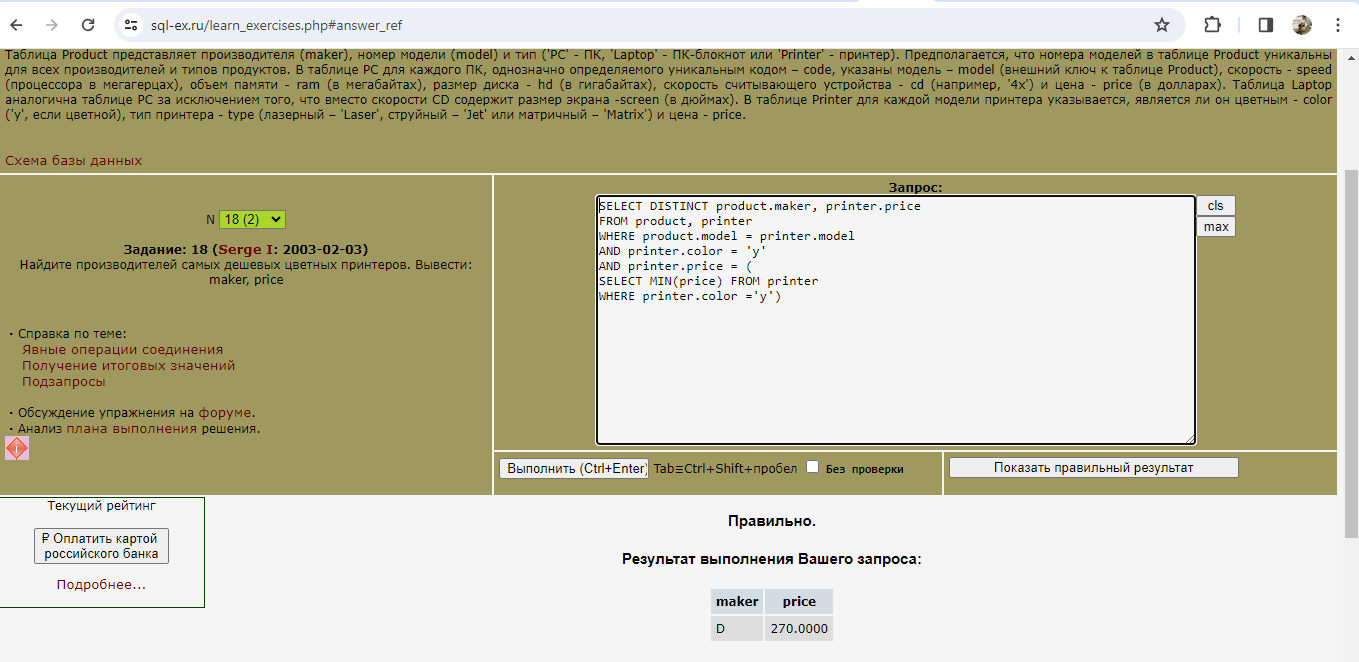 sql-ex.ru/learn_exercises.php#answer_ref
Таблица Product представляет производителя (maker), номер модели (model) и тип ('PC' - ПК, 'Laptop' - ПК-блокнот или 'Printer' - принтер). Предполагается, что номера моделей в таблице Product уникальны
для всех производителей и типов продуктов. В таблице PC для каждого ПК, однозначно определяемого уникальным кодом – code, указаны модель – model (внешний ключ к таблице Product), скорость - speed
(процессора в мегагерцах), объем памяти - ram (в мегабайтах), размер диска - hd (в гигабайтах), скорость считывающего устройства - cd (например, '4x') и цена - price (в долларах). Таблица Laptop
аналогична таблице PC за исключением того, что вместо скорости CD содержит размер экрана -screen (в дюймах). В таблице Printer для каждой модели принтера указывается, является ли он цветным - color
('y', если цветной), тип принтера - type (лазерный – 'Laser', струйный – 'Jet' или матричный – 'Matrix') и цена - price.
Схема базы данных
N 18 (2)
Задание: 18 (Serge I: 2003-02-03)
Найдите производителей самых дешевых цветных принтеров. Вывести:
maker, price
· Справка по теме:
Явные операции соединения
Получение итоговых значений
Подзапросы
· Обсуждение упражнения на форуме.
· Анализ плана выполнения решения.
Запрос:
SELECT DISTINCT product.maker, printer.price
FROM product, printer
WHERE product.model = printer.model
AND printer.color = 'y'
AND printer.price = (
SELECT MIN(price) FROM printer
WHERE printer.color ='y')
cls
max
Выполнить (Ctrl+Enter) Tab≡Ctrl+Shift+пробел Без проверки
Показать правильный результат
Текущий рейтинг
₽ Оплатить картой
российского банка
Подробнее...
Правильно.
Результат выполнения Вашего запроса:
maker price
D 270.0000